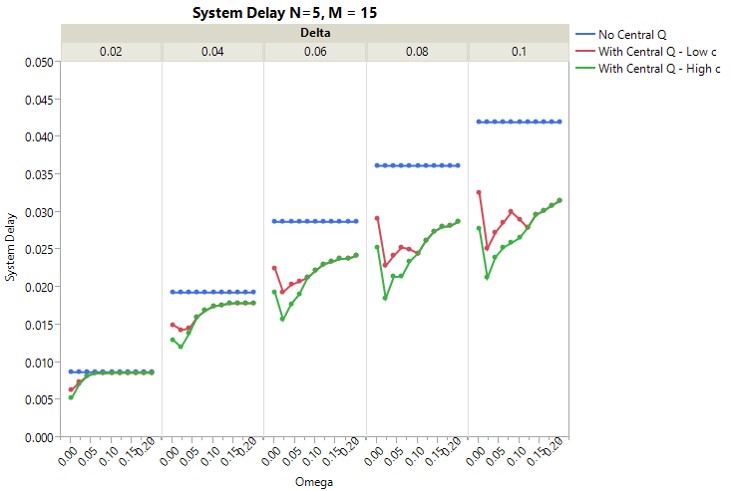 System Delay N=5, M = 15
Delta
0.02 0.04 0.06 0.08 0.1
No Central Q
With Central Q - Low c
With Central Q - High c
0.050
0.045
0.040
0.035
0.030
0.025
0.020
0.015
0.010
0.005
0.000
System Delay
0.00 0.05 0.10 0.15 0.20 0.00 0.05 0.10 0.15 0.20 0.00 0.05 0.10 0.15 0.20 0.00 0.05 0.10 0.15 0.20 0.00 0.05 0.10 0.15 0.20
Omega